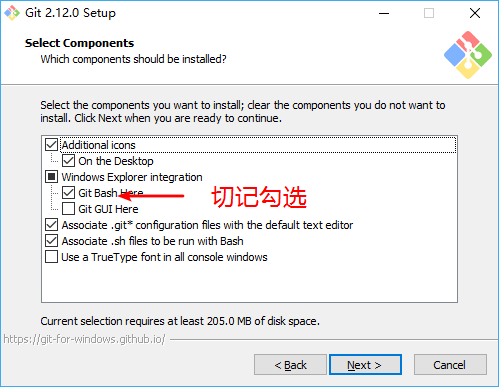 Git 2.12.0 Setup
Select Components
Which components should be installed?
Select the components you want to install; clear the components you do not want to
install. Click Next when you are ready to continue.
Additional icons
On the Desktop
Windows Explorer integration
Git Bash Here
切记勾选
Git GUI Here
Associate .git* configuration files with the default text editor
Associate .sh files to be run with Bash
Use a TrueType font in all console windows
Current selection requires at least 205.0 MB of disk space.
https://git-for-windows.github.io/
< Back
Next >
Cancel